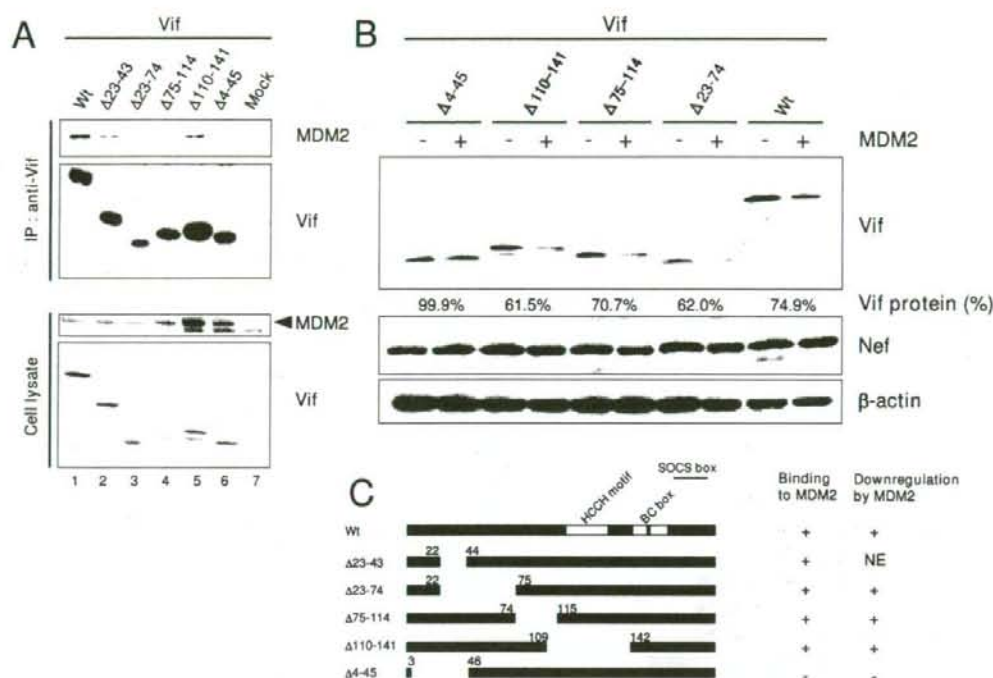 A
Vif
Wt
Δ23-43
Δ23-74
Δ75-114
Δ110-141
Δ4-45
Mock
IP : anti-Vif
MDM2
Vif
Cell lysate
MDM2
Vif
1 2 3 4 5 6 7
B
Vif
Δ4-45
Δ110-141
Δ75-114
Δ23-74
Wt
- + - + - + - + - + MDM2
Vif
99.9% 61.5% 70.7% 62.0% 74.9% Vif protein (%)
Nef
β-actin
C
HCCH motif
BC box
SOCS box
Binding to MDM2
Downregulation by MDM2
Wt + +
Δ23-43 22 44 + NE
Δ23-74 22 75 + +
Δ75-114 74 115 + +
Δ110-141 109 142 + +
Δ4-45 3 46 - -